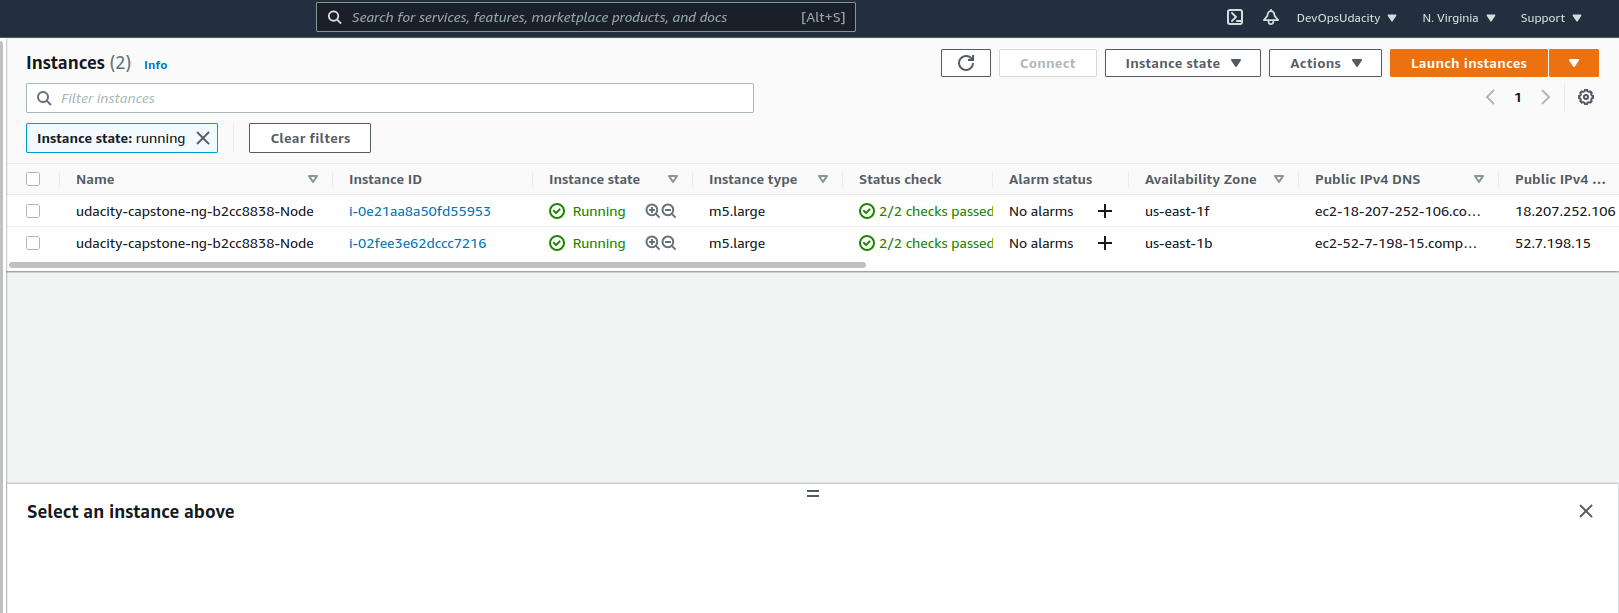 Search for services, features, marketplace products, and docs [Alt+S] DevOpsUdacity N. Virginia Support
Instances (2) Info Connect Instance state Actions Launch instances
Filter instances 1
Instance state: running Clear filters
Name Instance ID Instance state Instance type Status check Alarm status Availability Zone Public IPv4 DNS Public IPv4 ...
udacity-capstone-ng-b2cc8838-Node i-0e21aa8a50fd55953 Running m5.large 2/2 checks passed No alarms + us-east-1f ec2-18-207-252-106.co... 18.207.252.106
udacity-capstone-ng-b2cc8838-Node i-02fee3e62dccc7216 Running m5.large 2/2 checks passed No alarms + us-east-1b ec2-52-7-198-15.comp... 52.7.198.15
Select an instance above